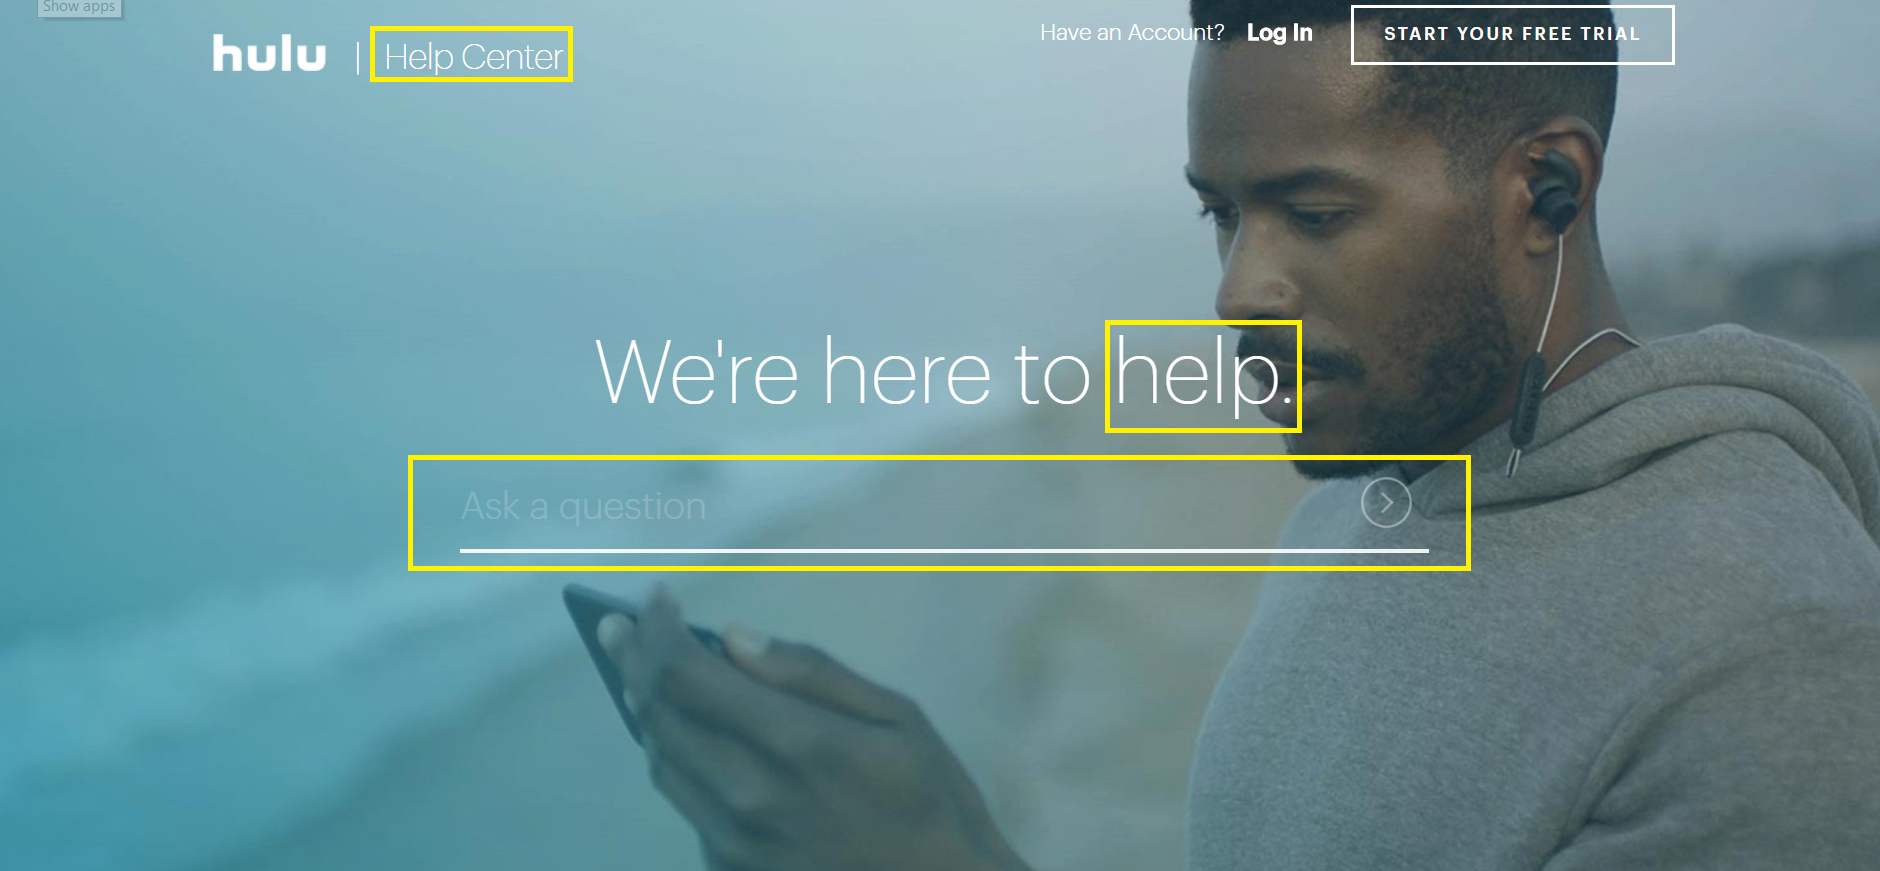 Show apps
hulu | Help Center
Have an Account? Log In
START YOUR FREE TRIAL
We're here to help.
Ask a question